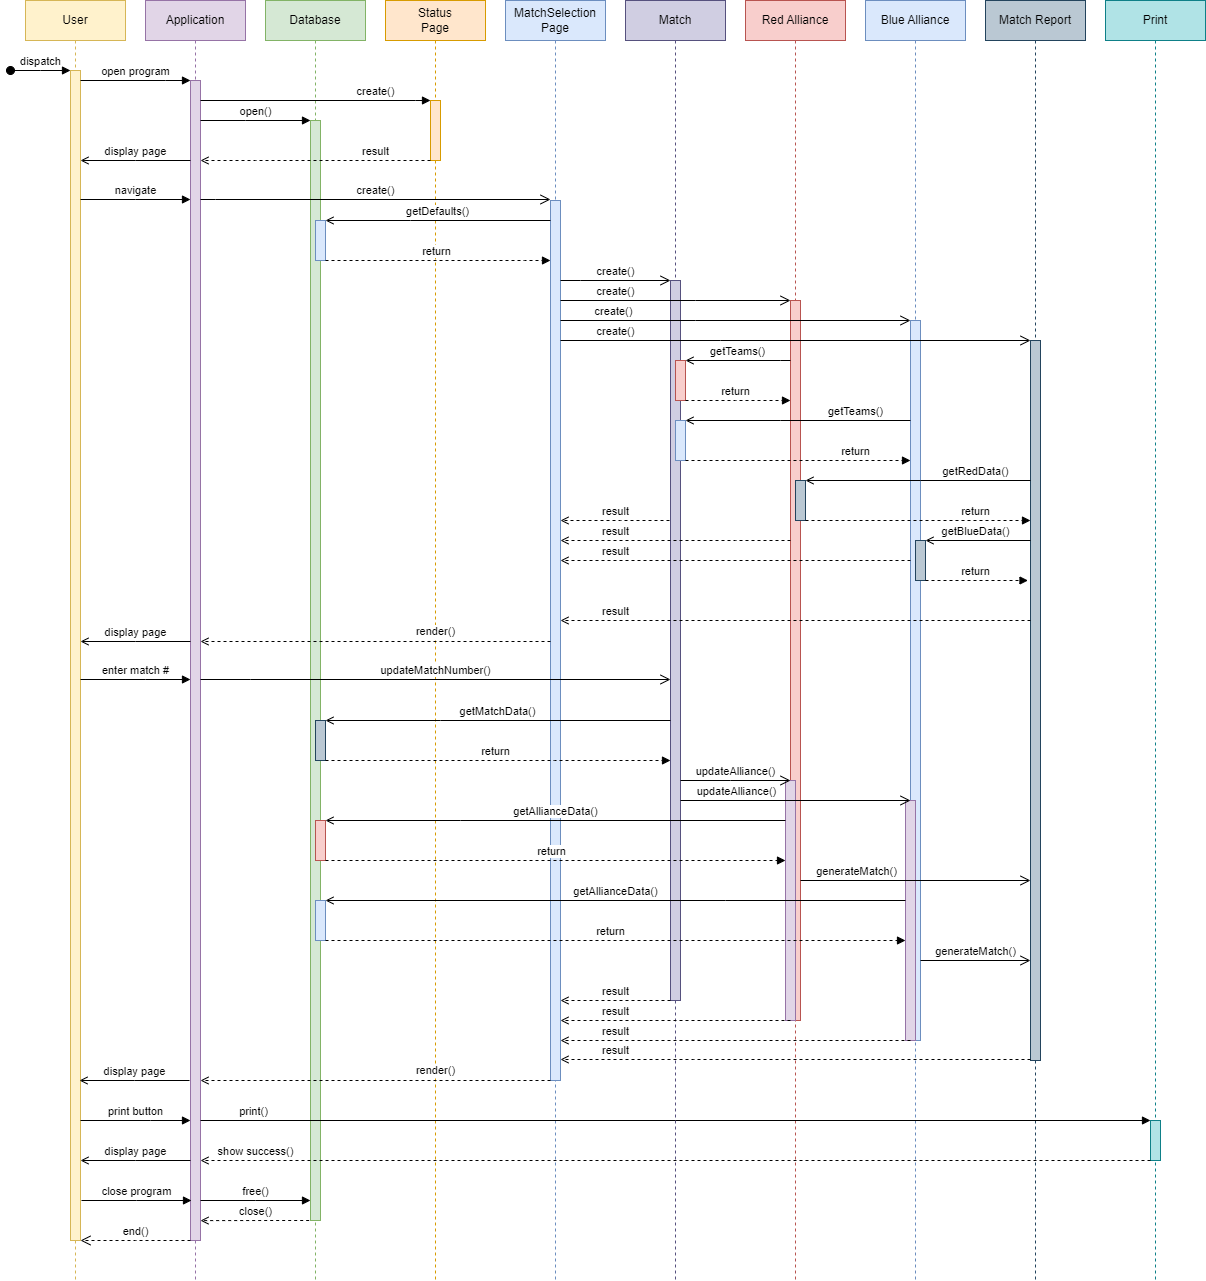 User
Application
Database
Status
Page
MatchSelection
Page
Match
Red Alliance
Blue Alliance
Match Report
Print
dispatch
open program
create()
open()
display page
result
navigate
create()
getDefaults()
return
create()
create()
create()
create()
getTeams()
return
getTeams()
return
getRedData()
result
return
result
getBlueData()
result
return
result
display page
render()
enter match #
updateMatchNumber()
getMatchData()
return
updateAlliance()
updateAlliance()
getAllianceData()
return
generateMatch()
getAllianceData()
return
generateMatch()
result
result
result
result
display page
render()
print button
print()
display page
show success()
close program
free()
close()
end()